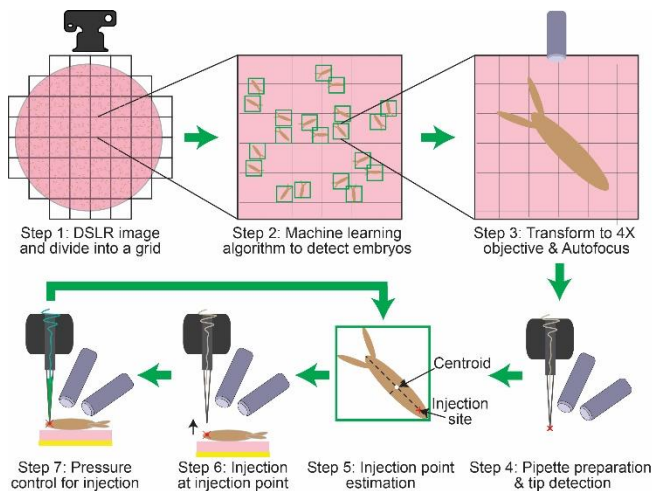 Step 1: DSLR image
and divide into a grid
Step 2: Machine learning
algorithm to detect embryos
Step 3: Transform to 4X
objective & Autofocus
Centroid
Injection
site
Step 7: Pressure
control for injection
Step 6: Injection
at injection point
Step 5: Injection point
estimation
Step 4: Pipette preparation
& tip detection